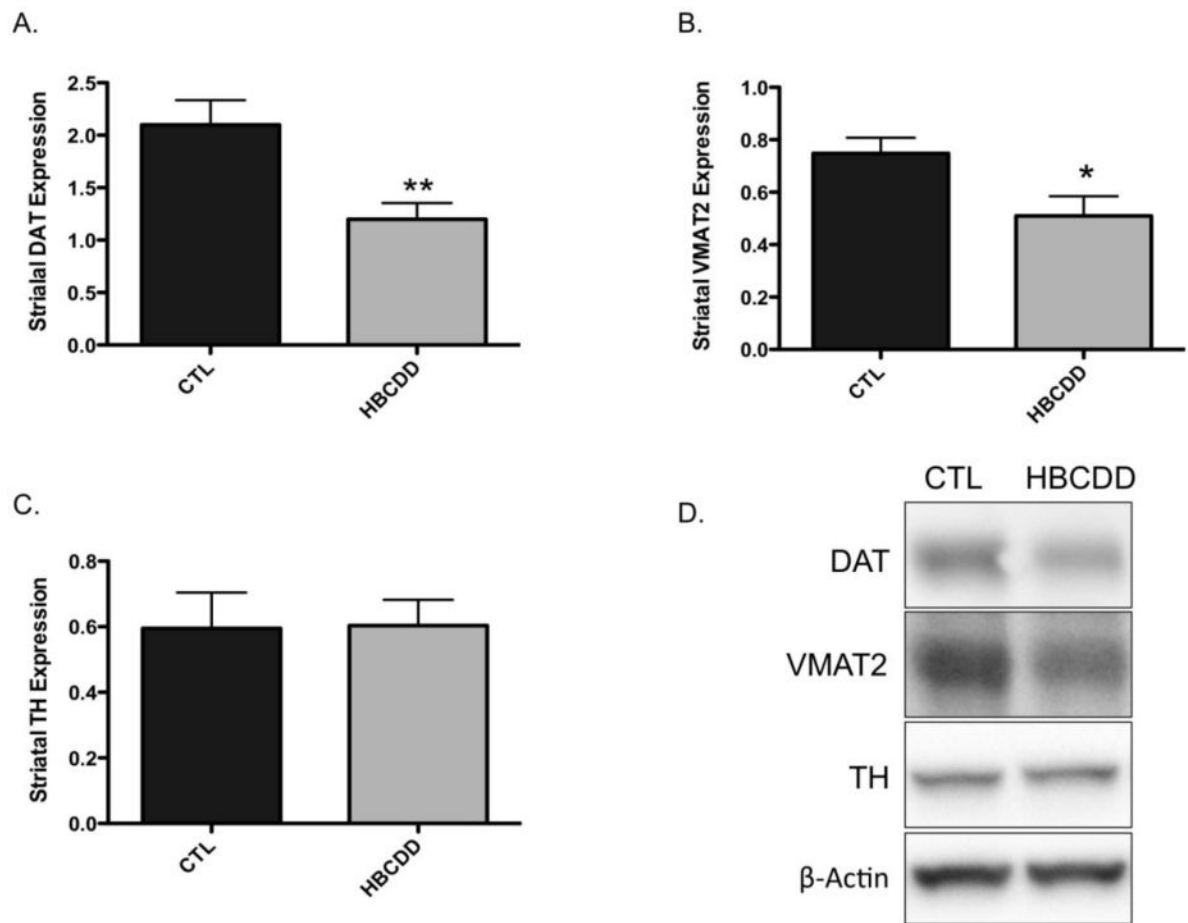 A.
Strialal DAT Expression
2.5
2.0
1.5
1.0
0.5
0.0
**
CTL
HBCDD
B.
Striatal VMAT2 Expression
1.0
0.8
0.6
0.4
0.2
0.0
*
CTL
HBCDD
C.
Striatal TH Expression
0.8
0.6
0.4
0.2
0.0
CTL
HBCDD
D.
CTL HBCDD
DAT
VMAT2
TH
β-Actin